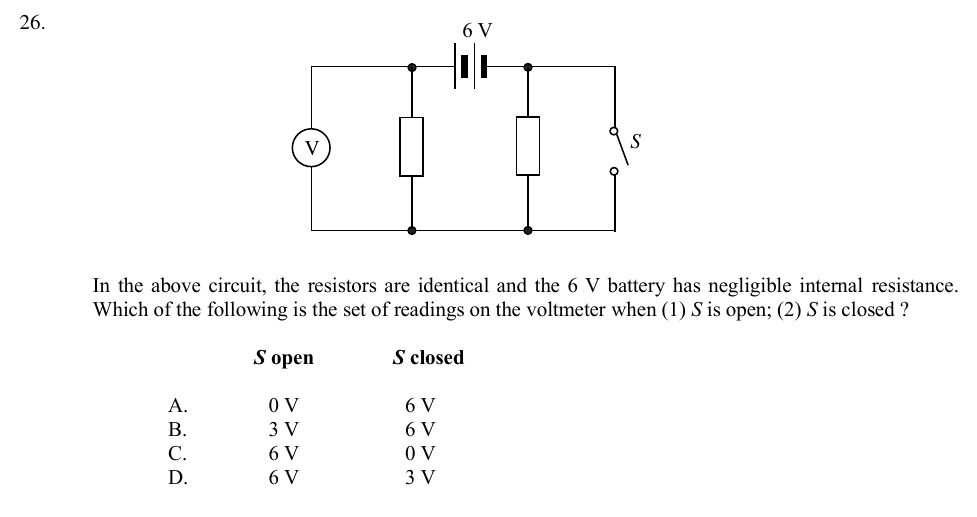 26.
6 V
V
S
In the above circuit, the resistors are identical and the 6 V battery has negligible internal resistance.
Which of the following is the set of readings on the voltmeter when (1) S is open; (2) S is closed ?
S open S closed
A. 0 V 6 V
B. 3 V 6 V
C. 6 V 0 V
D. 6 V 3 V